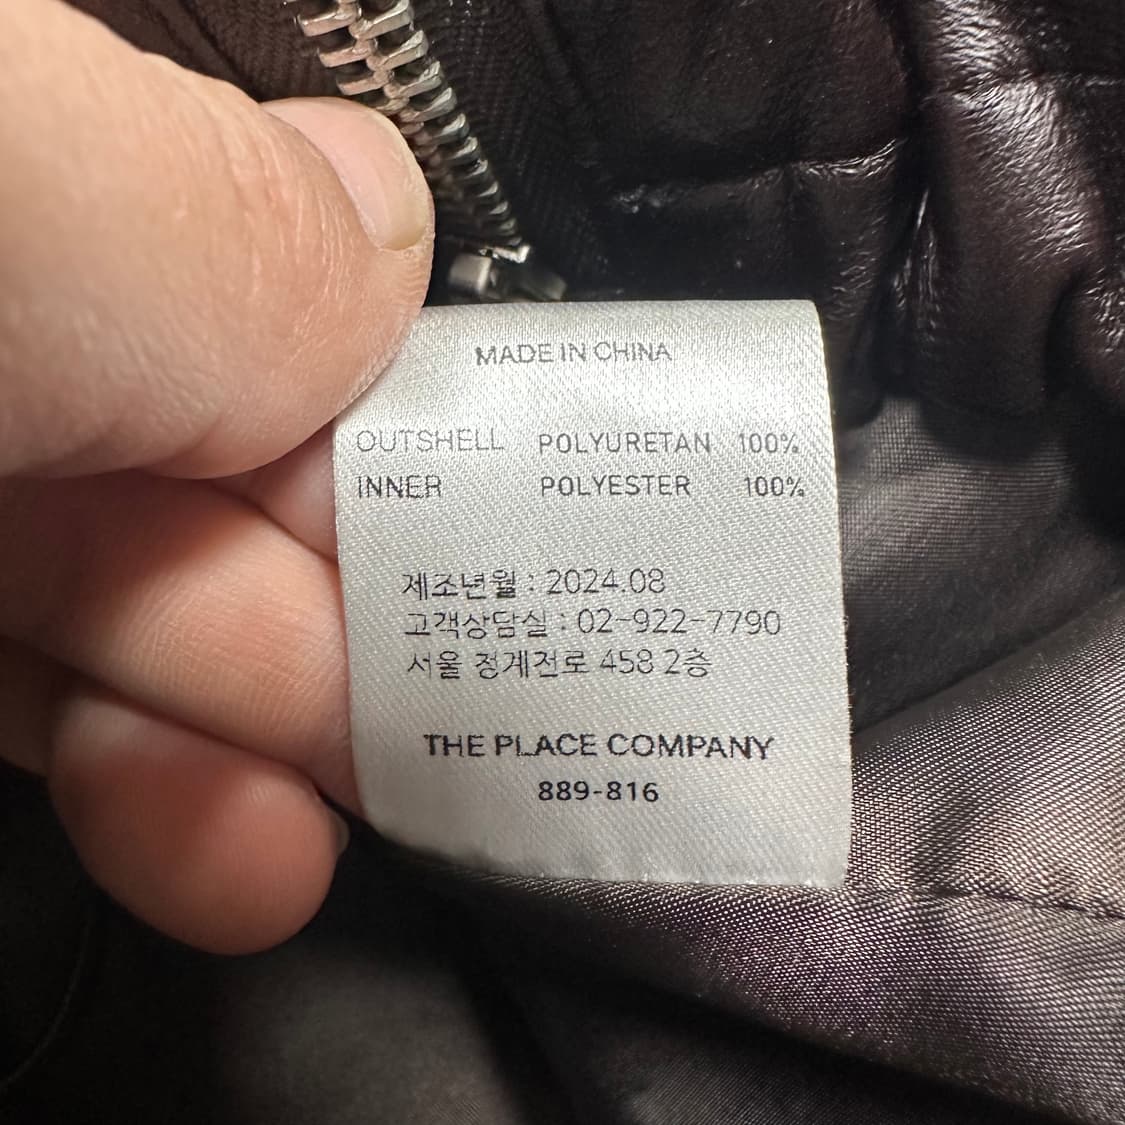 MADE IN CHINA
OUTSHELL POLYURETAN 100%
INNER POLYESTER 100%
제조년월 : 2024.08
고객상담실 : 02-922-7790
서울 정계전로 458 2층
THE PLACE COMPANY
889-816